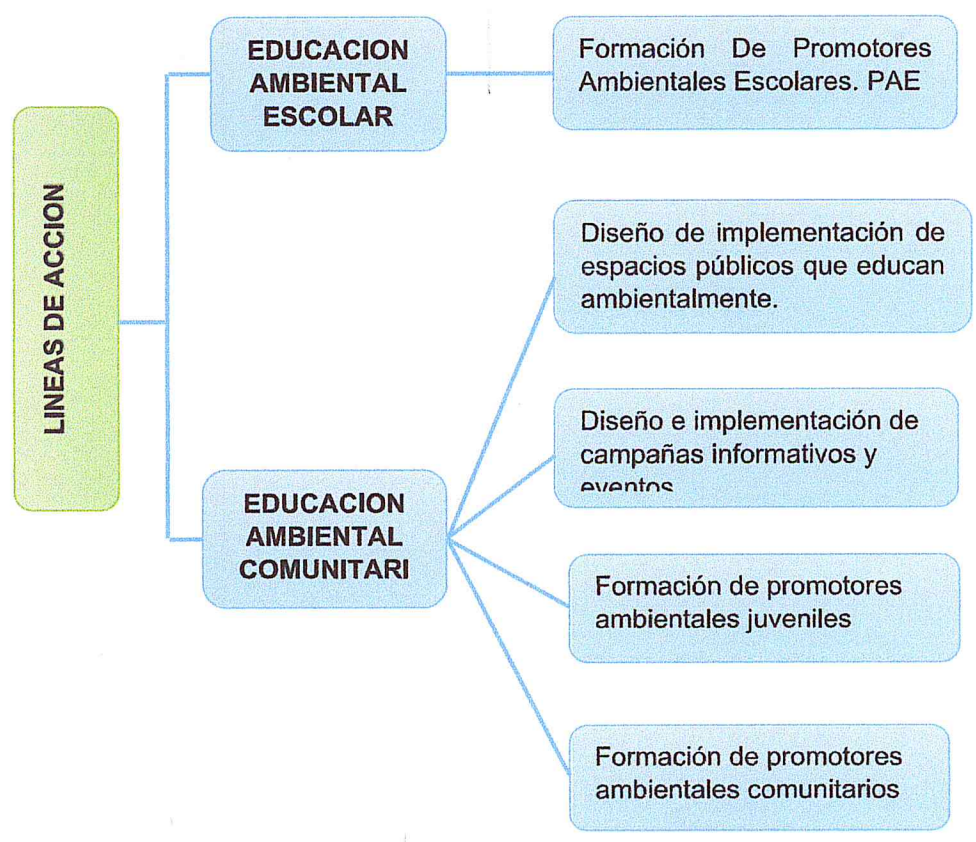 LINEAS DE ACCION
EDUCACION
AMBIENTAL
ESCOLAR
Formación De Promotores
Ambientales Escolares. PAE
EDUCACION
AMBIENTAL
COMUNITARI
Diseño de implementación de
espacios públicos que educan
ambientalmente.
Diseño e implementación de
campañas informativos y
eventos
Formación de promotores
ambientales juveniles
Formación de promotores
ambientales comunitarios